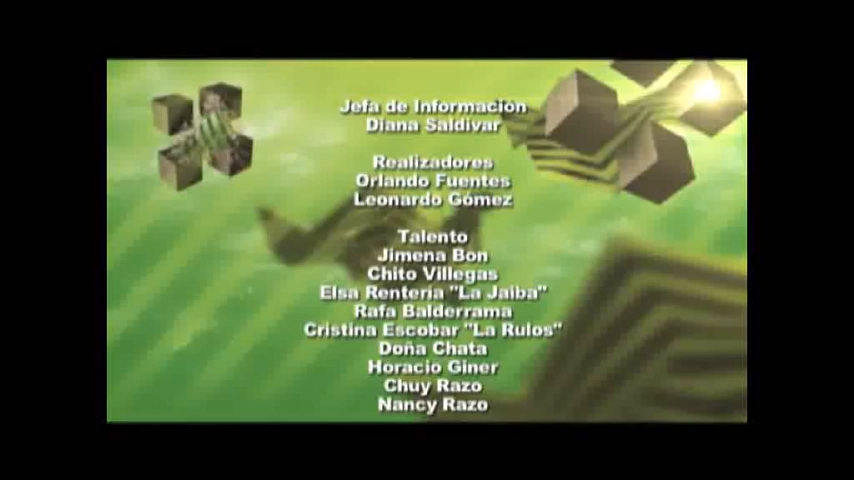 Jefa de Información
Diana Saldivar
Realizadores
Orlando Fuentes
Leonardo Gómez
Talento
Jimena Bon
Chito Villegas
Elsa Rentería "La Jaiba"
Rafa Balderrama
Cristina Escobar "La Rulos"
Doña Chata
Horacio Giner
Chuy Razo
Nancy Razo